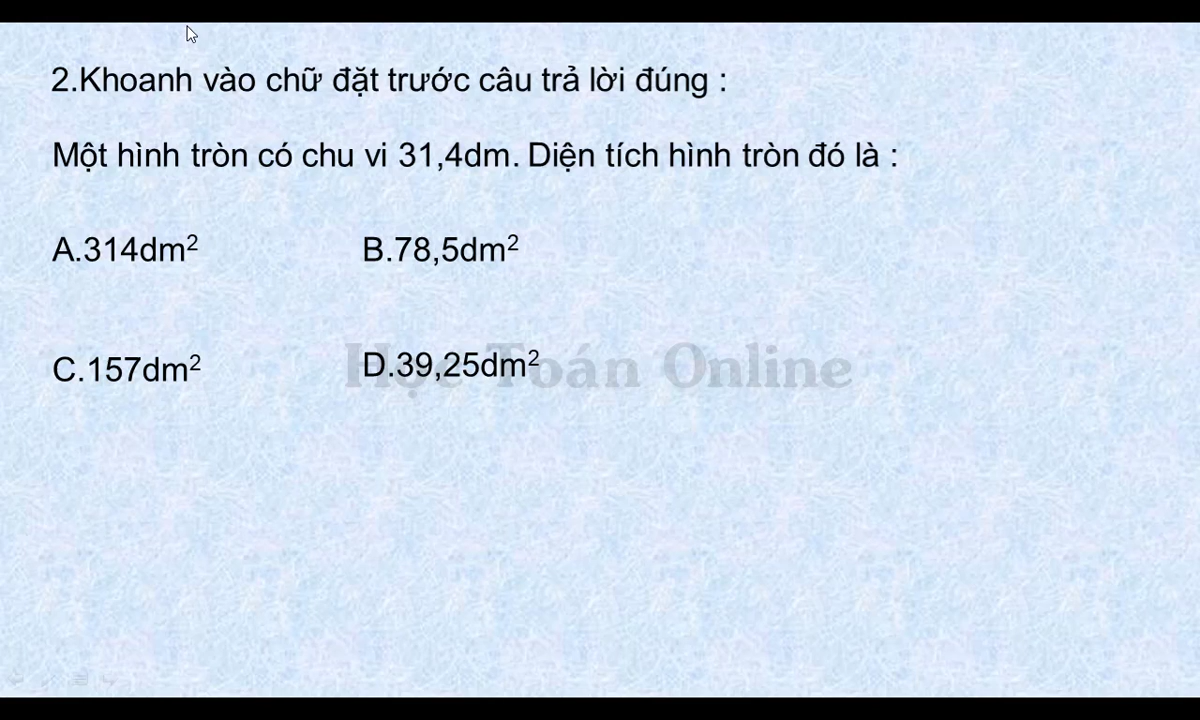 2.Khoanh vào chữ đặt trước câu trả lời đúng :
Một hình tròn có chu vi 31,4dm. Diện tích hình tròn đó là :
A.314dm² B.78,5dm²
C.157dm² D.39,25dm²
Học Toán Online